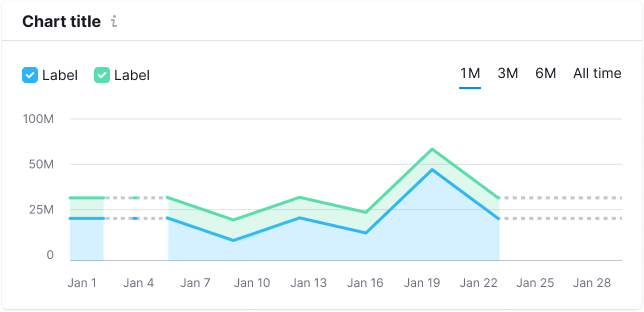 Chart title i
Label Label 1M 3M 6M All time
100M
50M
25M
0
Jan 1 Jan 4 Jan 7 Jan 10 Jan 13 Jan 16 Jan 19 Jan 22 Jan 25 Jan 28